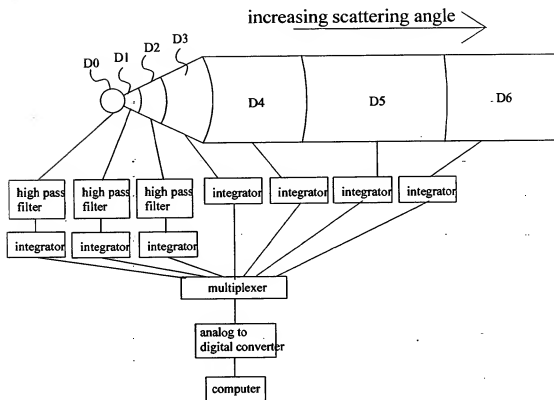 increasing scattering angle
D0
D1
D2
D3
D4
D5
D6
high pass
filter
high pass
filter
high pass
filter
integrator
integrator
integrator
integrator
integrator
integrator
integrator
multiplexer
analog to
digital converter
computer